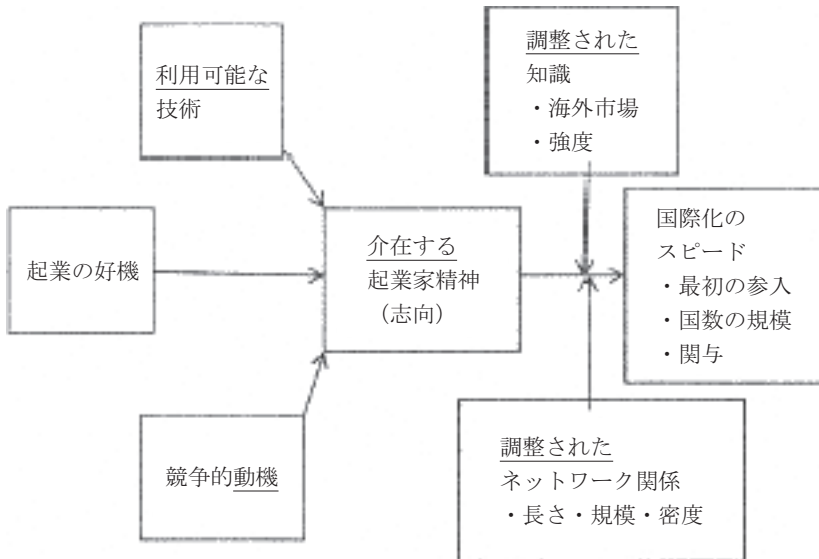 利用可能な
技術
調整された
知識
・海外市場
・強度
起業の好機
介在する
起業家精神
（志向）
国際化の
スピード
・最初の参入
・国数の規模
・関与
競争的動機
調整された
ネットワーク関係
・長さ・規模・密度